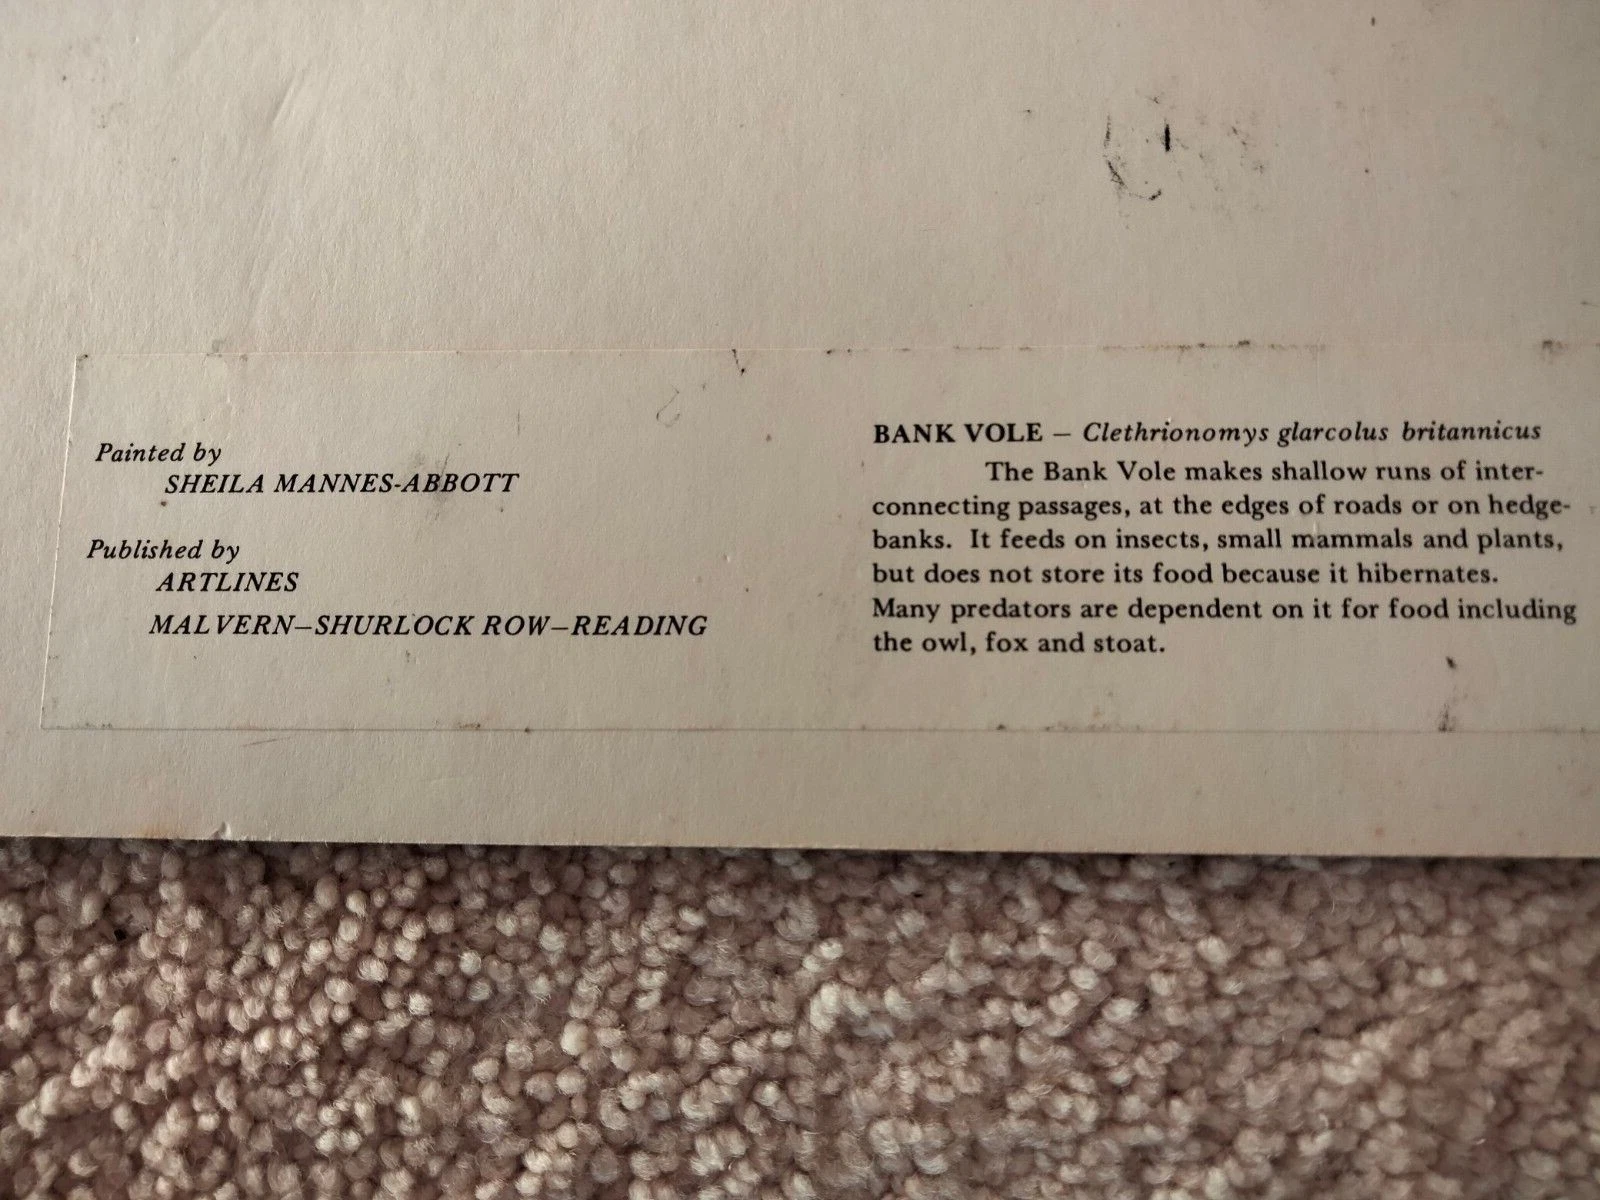 Painted by
SHEILA MANNES-ABBOTT
Published by
ARTLINES
MALVERN–SHURLOCK ROW–READING
BANK VOLE – Clethrionomys glarcolus britannicus
The Bank Vole makes shallow runs of inter-
connecting passages, at the edges of roads or on hedge-
banks. It feeds on insects, small mammals and plants,
but does not store its food because it hibernates.
Many predators are dependent on it for food including
the owl, fox and stoat.